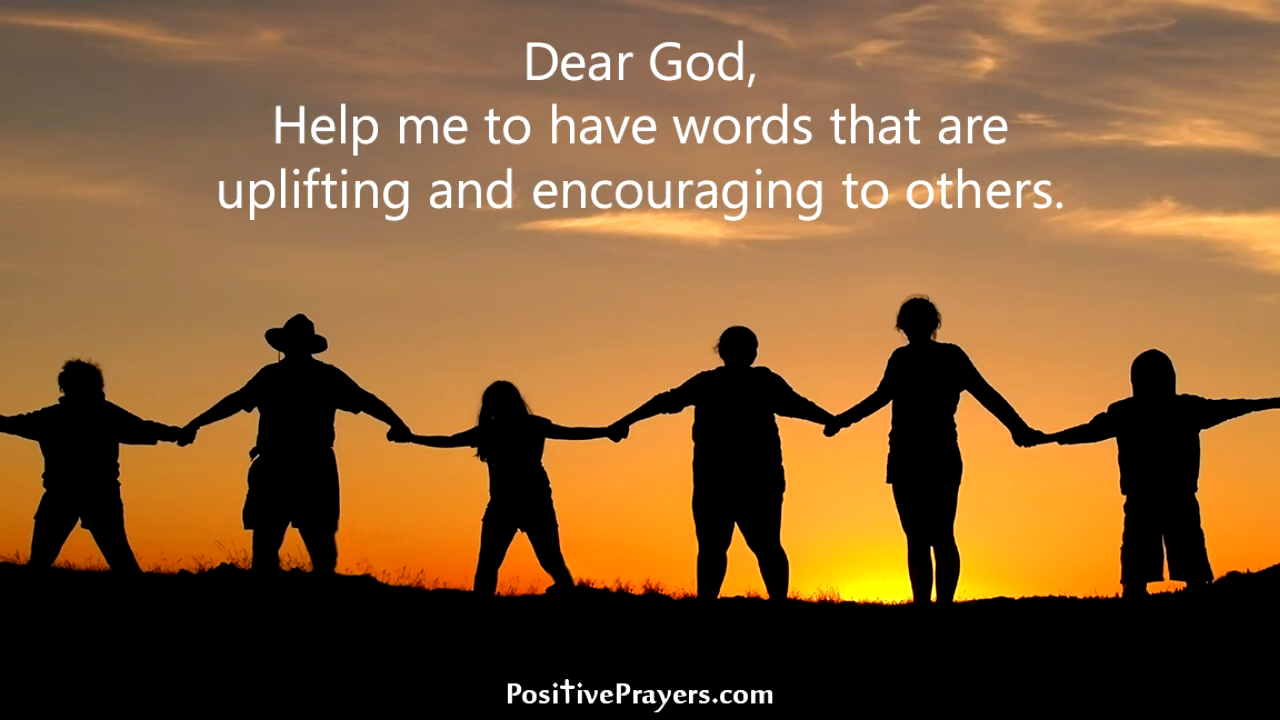 Dear God,
Help me to have words that are
uplifting and encouraging to others.
PositivePrayers.com